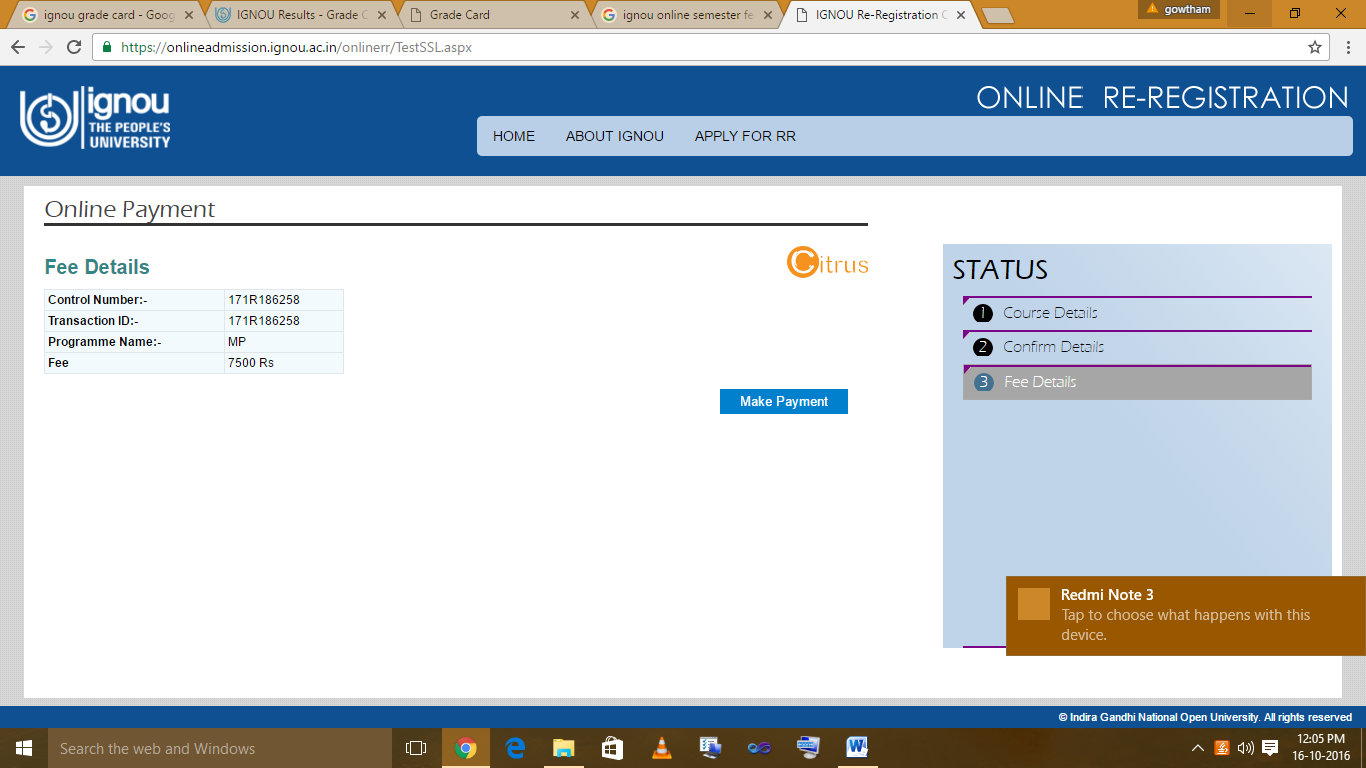 ignou grade card - Goog
IGNOU Results - Grade C
Grade Card
ignou online semester fe
IGNOU Re-Registration C
gowtham
https://onlineadmission.ignou.ac.in/onlinerr/TestSSL.aspx
ignou
THE PEOPLE'S
UNIVERSITY
ONLINE RE-REGISTRATION
HOME ABOUT IGNOU APPLY FOR RR
Online Payment
Fee Details
Citrus
Control Number:- 171R186258
Transaction ID:- 171R186258
Programme Name:- MP
Fee 7500 Rs
Make Payment
STATUS
1 Course Details
2 Confirm Details
3 Fee Details
Redmi Note 3
Tap to choose what happens with this
device.
© Indira Gandhi National Open University. All rights reserved
Search the web and Windows
12:05 PM
16-10-2016